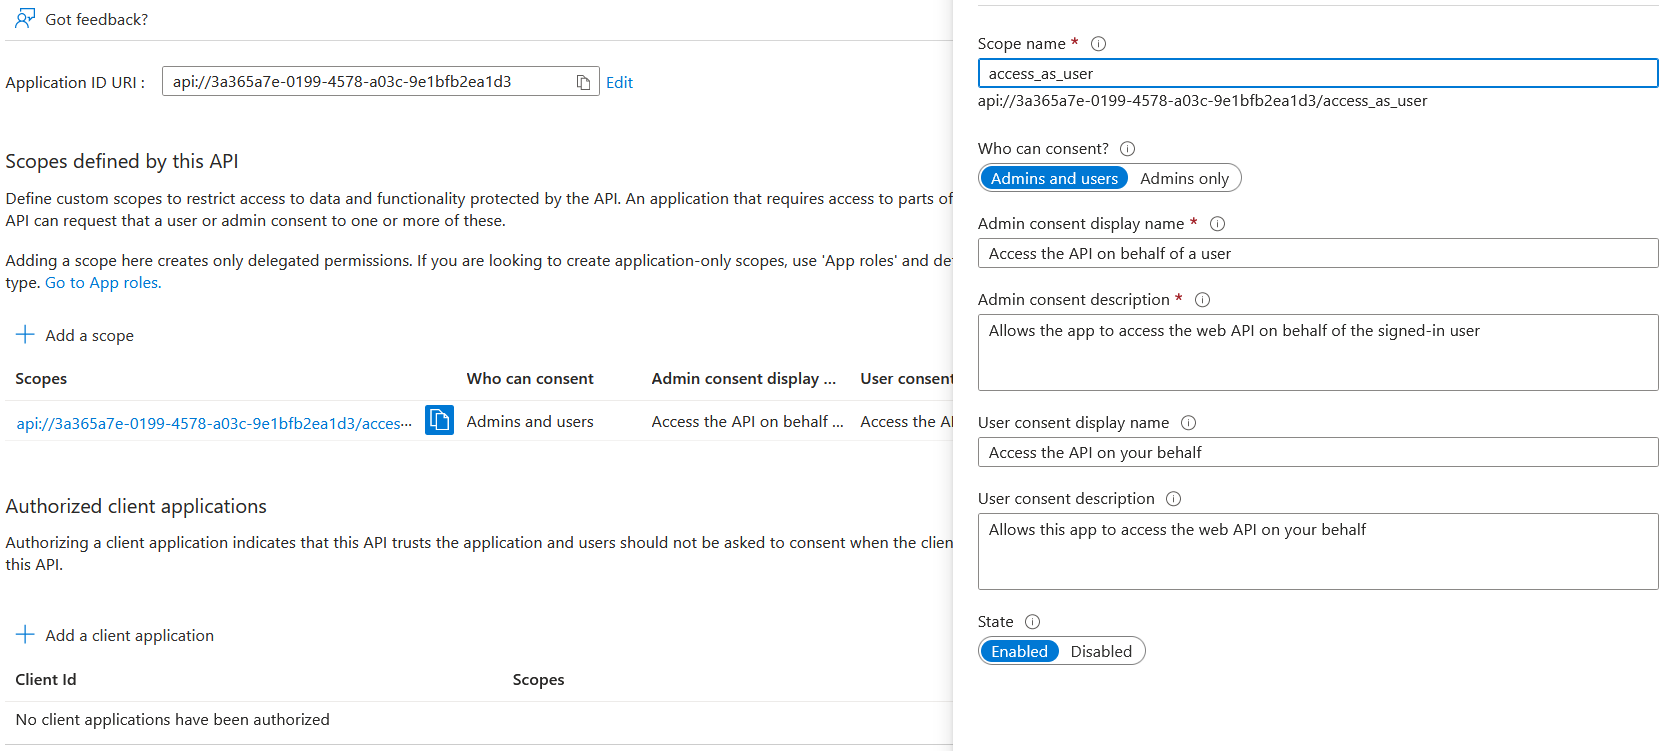 Got feedback?
Application ID URI :
api://3a365a7e-0199-4578-a03c-9e1bfb2ea1d3
Edit
Scopes defined by this API
Define custom scopes to restrict access to data and functionality protected by the API. An application that requires access to parts of
API can request that a user or admin consent to one or more of these.
Adding a scope here creates only delegated permissions. If you are looking to create application-only scopes, use 'App roles' and de
type. Go to App roles.
Add a scope
Scopes Who can consent Admin consent display ... User consent
api://3a365a7e-0199-4578-a03c-9e1bfb2ea1d3/acces... Admins and users Access the API on behalf ... Access the A
Authorized client applications
Authorizing a client application indicates that this API trusts the application and users should not be asked to consent when the clien
this API.
Add a client application
Client Id Scopes
No client applications have been authorized
Scope name *
access_as_user
api://3a365a7e-0199-4578-a03c-9e1bfb2ea1d3/access_as_user
Who can consent?
Admins and users Admins only
Admin consent display name *
Access the API on behalf of a user
Admin consent description *
Allows the app to access the web API on behalf of the signed-in user
User consent display name
Access the API on your behalf
User consent description
Allows this app to access the web API on your behalf
State
Enabled Disabled